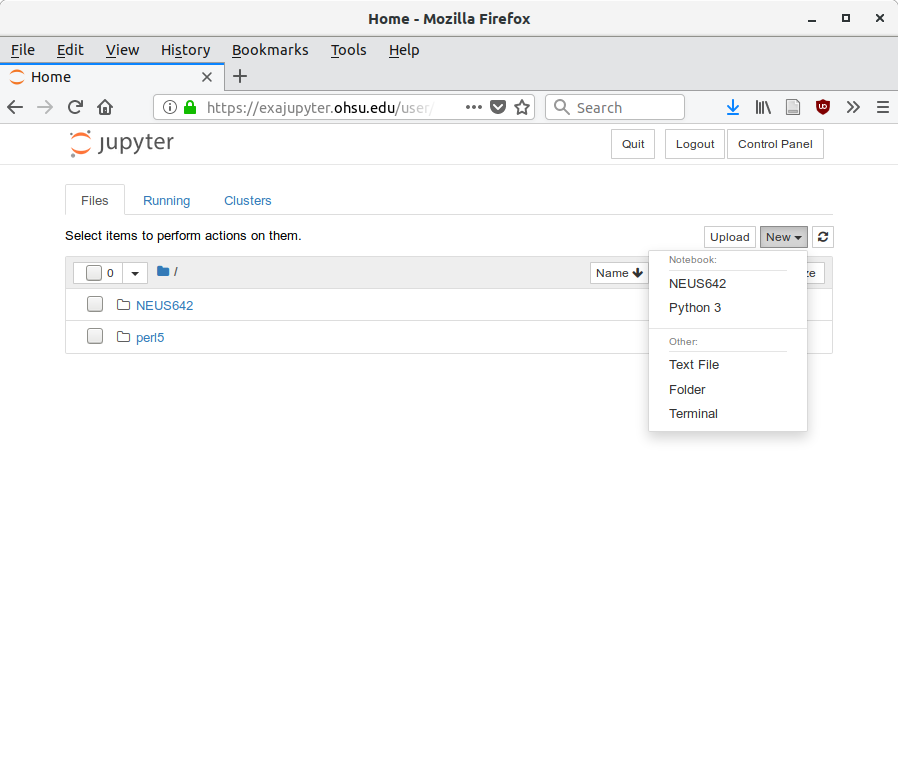 Home - Mozilla Firefox
File Edit View History Bookmarks Tools Help
Home
https://exajupyter.ohsu.edu/user/ Search
jupyter Quit Logout Control Panel
Files Running Clusters
Select items to perform actions on them. Upload New
0 / Name ze
Notebook:
NEUS642
Python 3
Other:
Text File
Folder
Terminal
NEUS642
perl5